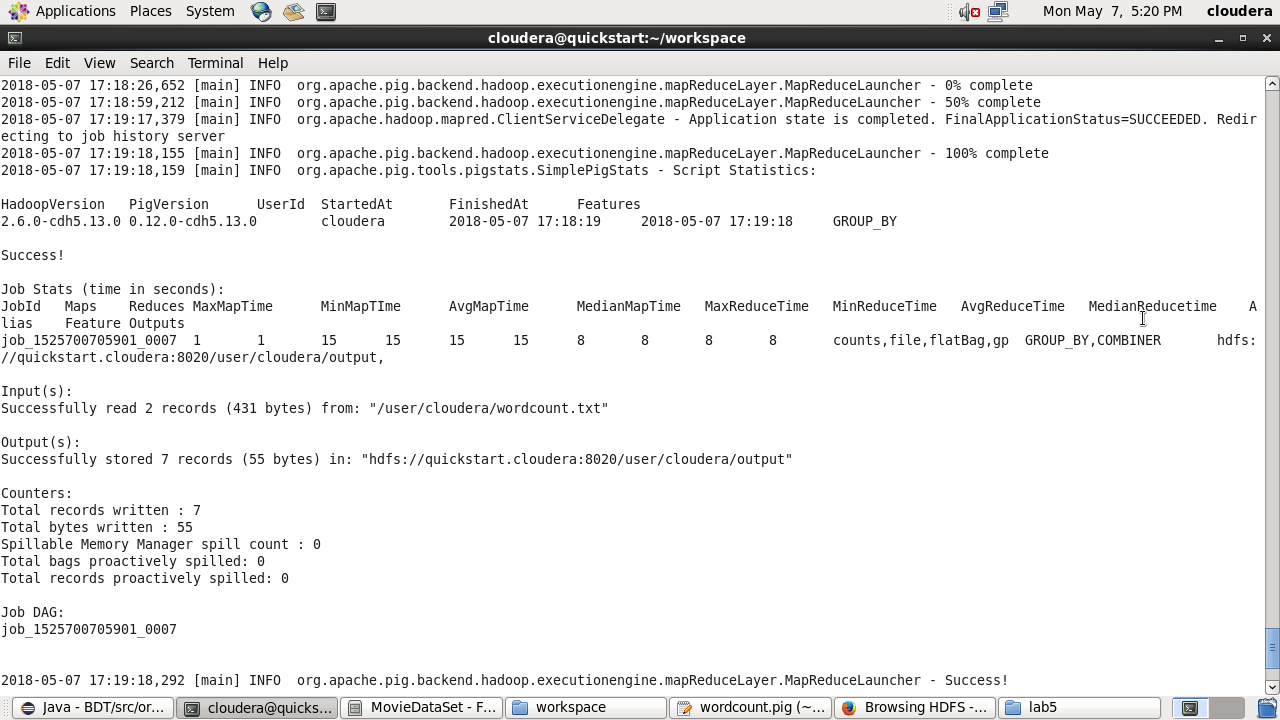 Applications Places System Mon May 7, 5:20 PM cloudera
cloudera@quickstart:~/workspace
File Edit View Search Terminal Help
2018-05-07 17:18:26,652 [main] INFO  org.apache.pig.backend.hadoop.executionengine.mapReduceLayer.MapReduceLauncher - 0% complete
2018-05-07 17:18:59,212 [main] INFO  org.apache.pig.backend.hadoop.executionengine.mapReduceLayer.MapReduceLauncher - 50% complete
2018-05-07 17:19:17,379 [main] INFO  org.apache.hadoop.mapred.ClientServiceDelegate - Application state is completed. FinalApplicationStatus=SUCCEEDED. Redir
ecting to job history server
2018-05-07 17:19:18,155 [main] INFO  org.apache.pig.backend.hadoop.executionengine.mapReduceLayer.MapReduceLauncher - 100% complete
2018-05-07 17:19:18,159 [main] INFO  org.apache.pig.tools.pigstats.SimplePigStats - Script Statistics:
HadoopVersion PigVersion UserId StartedAt FinishedAt Features
2.6.0-cdh5.13.0 0.12.0-cdh5.13.0 cloudera 2018-05-07 17:18:19 2018-05-07 17:19:18 GROUP_BY
Success!
Job Stats (time in seconds):
JobId Maps Reduces MaxMapTime MinMapTIme AvgMapTime MedianMapTime MaxReduceTime MinReduceTime AvgReduceTime MedianReducetime A
lias Feature Outputs
job_1525700705901_0007 1 1 15 15 15 15 8 8 8 8 counts,file,flatBag,gp GROUP_BY,COMBINER hdfs:
//quickstart.cloudera:8020/user/cloudera/output,
Input(s):
Successfully read 2 records (431 bytes) from: "/user/cloudera/wordcount.txt"
Output(s):
Successfully stored 7 records (55 bytes) in: "hdfs://quickstart.cloudera:8020/user/cloudera/output"
Counters:
Total records written : 7
Total bytes written : 55
Spillable Memory Manager spill count : 0
Total bags proactively spilled: 0
Total records proactively spilled: 0
Job DAG:
job_1525700705901_0007
2018-05-07 17:19:18,292 [main] INFO  org.apache.pig.backend.hadoop.executionengine.mapReduceLayer.MapReduceLauncher - Success!
Java - BDT/src/or... cloudera@quicks... MovieDataSet - F... workspace wordcount.pig (~... Browsing HDFS -... lab5